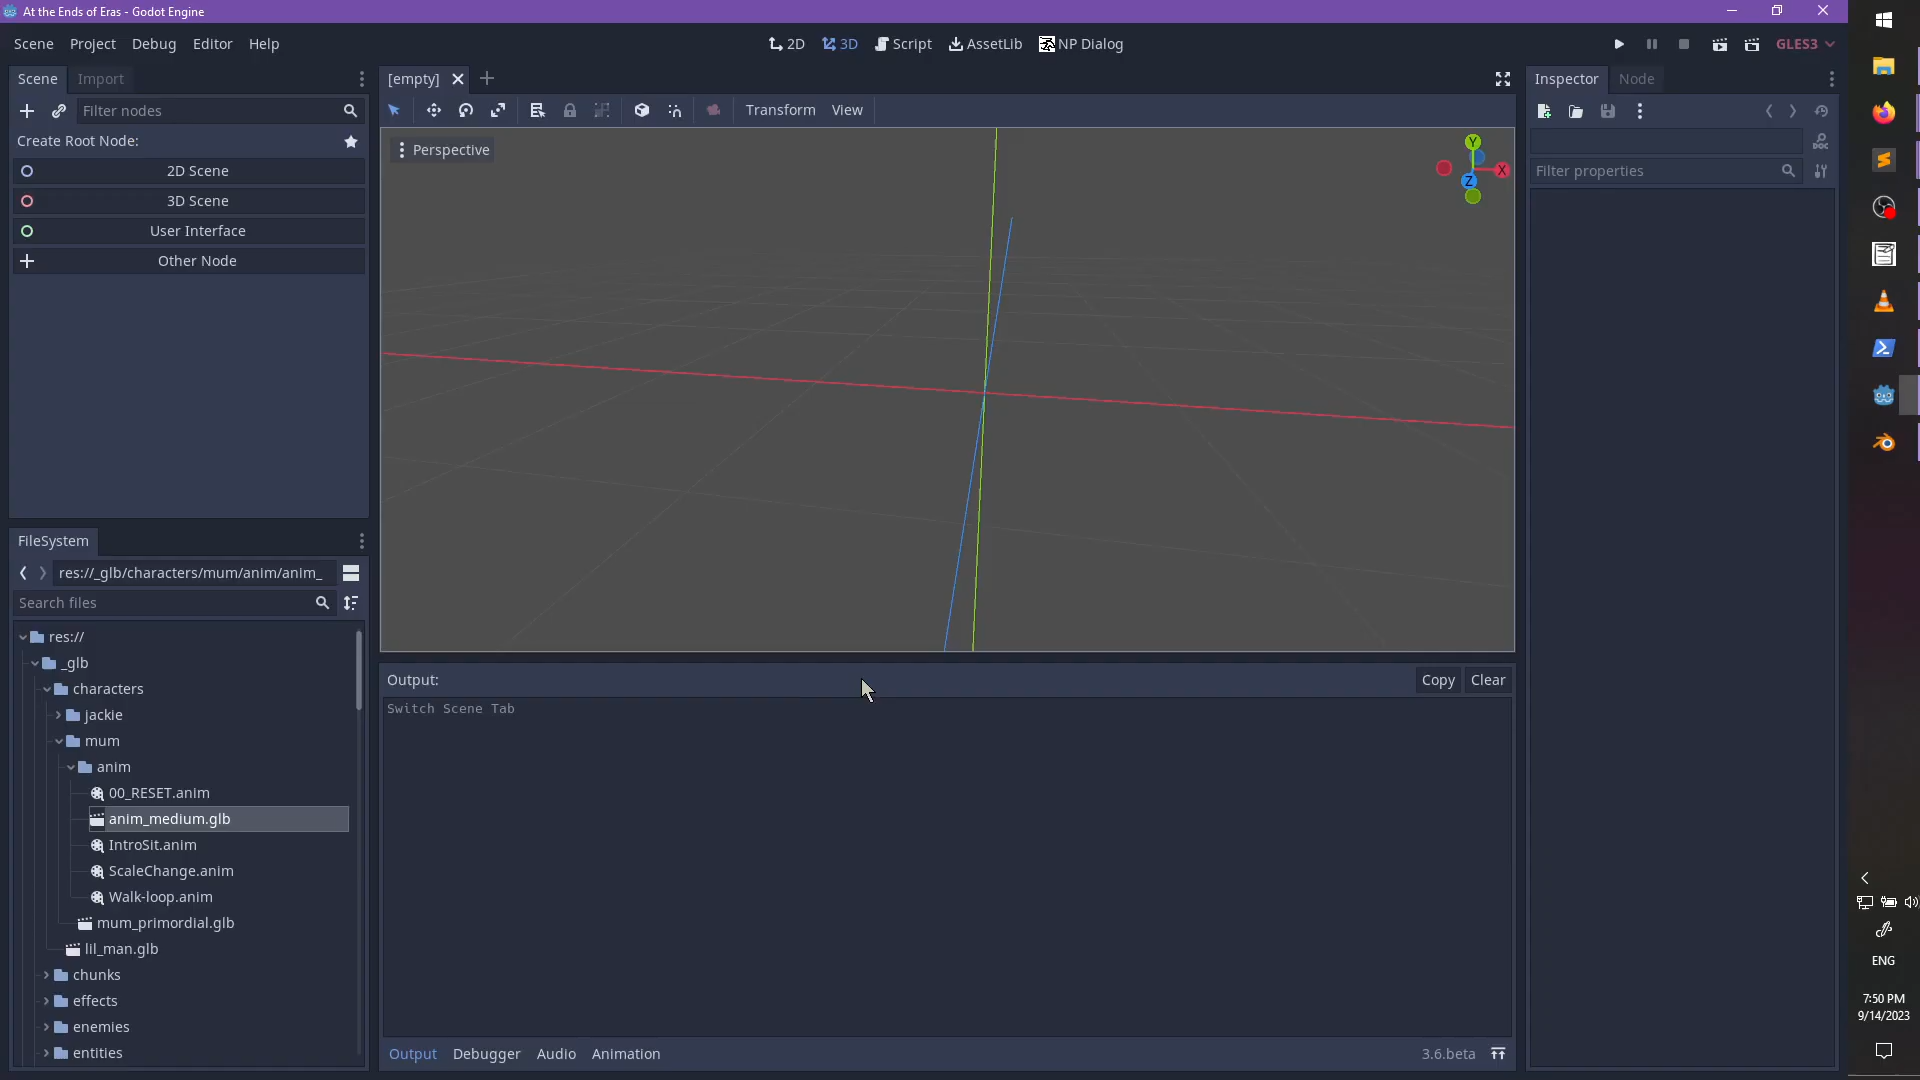 At the Ends of Eras - Godot Engine
Scene Project Debug Editor Help
2D 3D Script AssetLib NP Dialog
GLES3
Scene Import
[empty]
Inspector Node
Filter nodes
Transform View
Create Root Node:
2D Scene
3D Scene
User Interface
Other Node
Perspective
Y
X
Z
DOC
Filter properties
FileSystem
res://_glb/characters/mum/anim/anim_
Search files
res://
_glb
characters
jackie
mum
anim
00_RESET.anim
anim_medium.glb
IntroSit.anim
ScaleChange.anim
Walk-loop.anim
mum_primordial.glb
lil_man.glb
chunks
effects
enemies
entities
Output:
Copy Clear
Switch Scene Tab
Output Debugger Audio Animation
3.6.beta
ENG
7:50 PM
9/14/2023